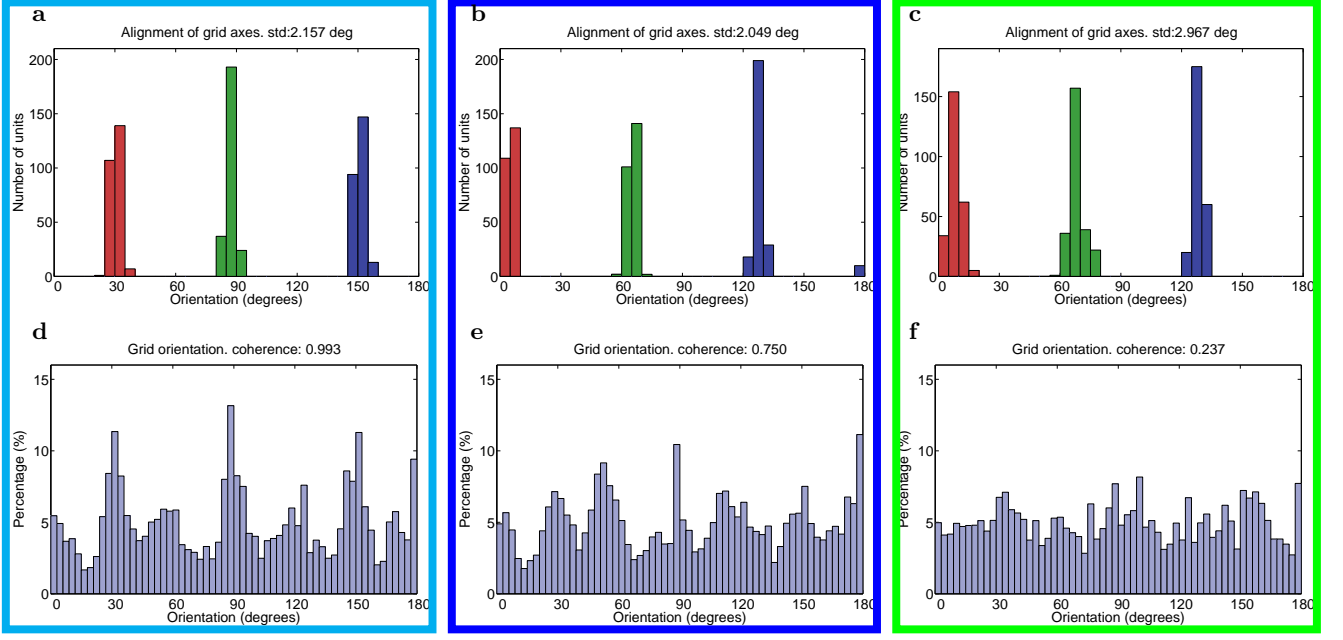 a
Alignment of grid axes. std:2.157 deg
Number of units
200
150
100
50
0
0 30 60 90 120 150 180
Orientation (degrees)
b
Alignment of grid axes. std:2.049 deg
Number of units
200
150
100
50
0
0 30 60 90 120 150 180
Orientation (degrees)
c
Alignment of grid axes. std:2.967 deg
Number of units
150
100
50
0
0 30 60 90 120 150 180
Orientation (degrees)
d
Grid orientation. coherence: 0.993
Percentage (%)
15
10
5
0
0 30 60 90 120 150 180
Orientation (degrees)
e
Grid orientation. coherence: 0.750
Percentage (%)
15
10
5
0
0 30 60 90 120 150 180
Orientation (degrees)
f
Grid orientation. coherence: 0.237
Percentage (%)
15
10
5
0
0 30 60 90 120 150 180
Orientation (degrees)